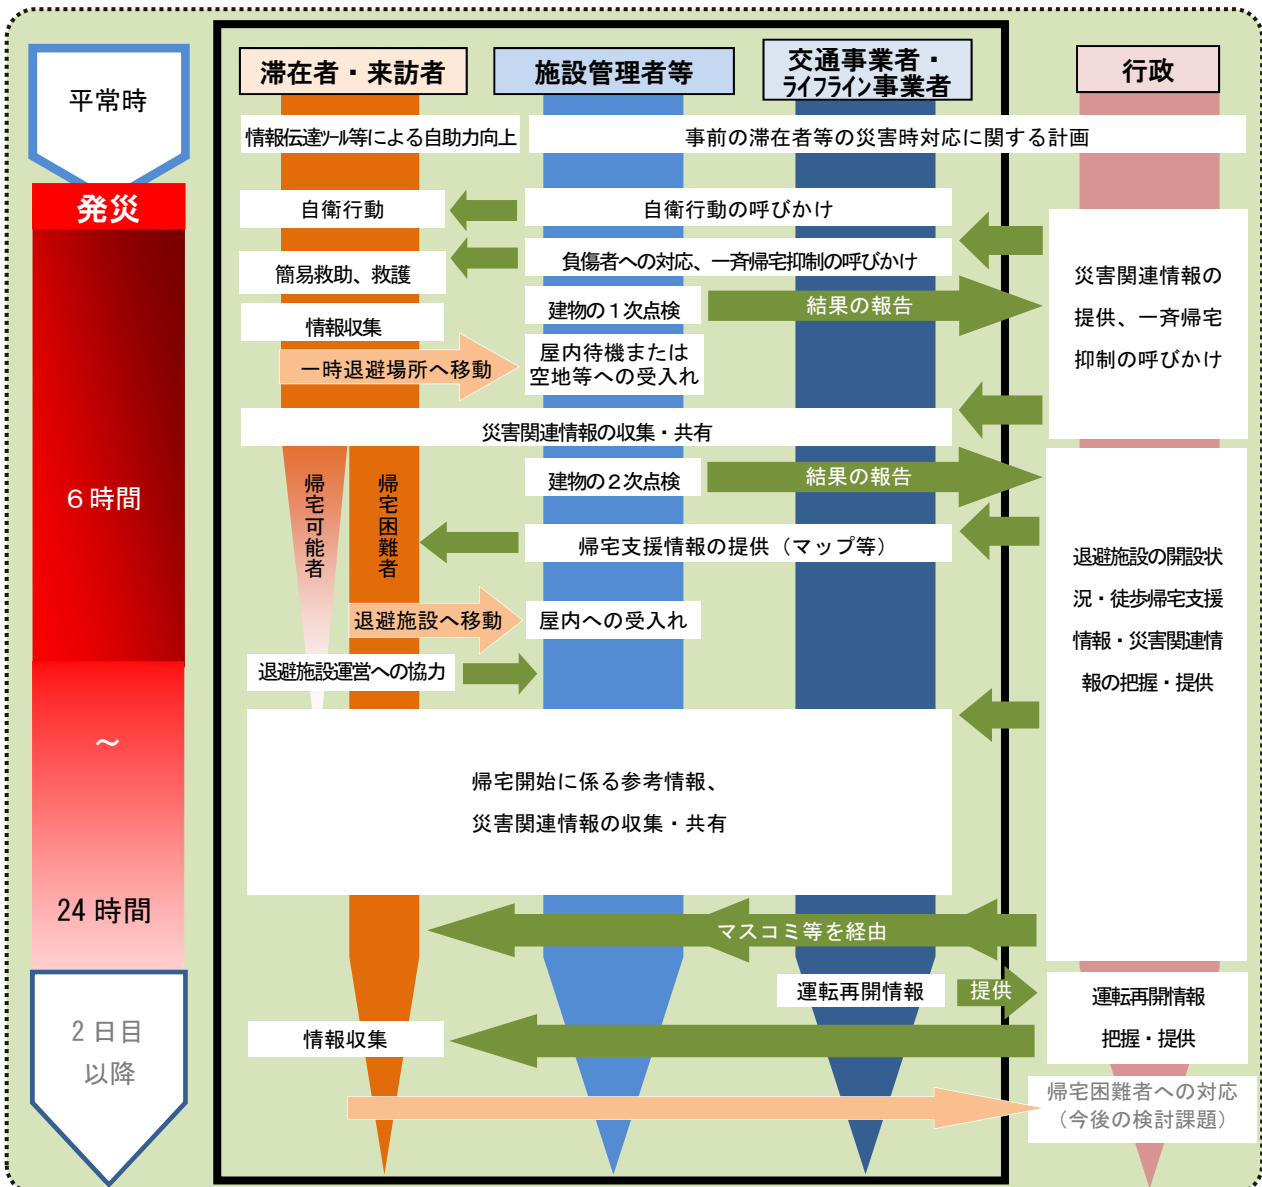 滞在者・来訪者
施設管理者等
交通事業者・
ライフライン事業者
行政
平常時
情報伝達ツール等による自助力向上
事前の滞在者等の災害時対応に関する計画
発災
自衛行動
自衛行動の呼びかけ
簡易救助、救護
負傷者への対応、一斉帰宅抑制の呼びかけ
災害関連情報の
提供、一斉帰宅
抑制の呼びかけ
情報収集
建物の1次点検
結果の報告
一時退避場所へ移動
屋内待機または
空地等への受入れ
災害関連情報の収集・共有
6時間
帰宅可能者
帰宅困難者
建物の2次点検
結果の報告
帰宅支援情報の提供（マップ等）
退避施設の開設状
況・徒歩帰宅支援
情報・災害関連情
報の把握・提供
退避施設へ移動
屋内への受入れ
退避施設運営への協力
～
帰宅開始に係る参考情報、
災害関連情報の収集・共有
24時間
マスコミ等を経由
運転再開情報
提供
運転再開情報
把握・提供
2日目
以降
情報収集
帰宅困難者への対応
（今後の検討課題）